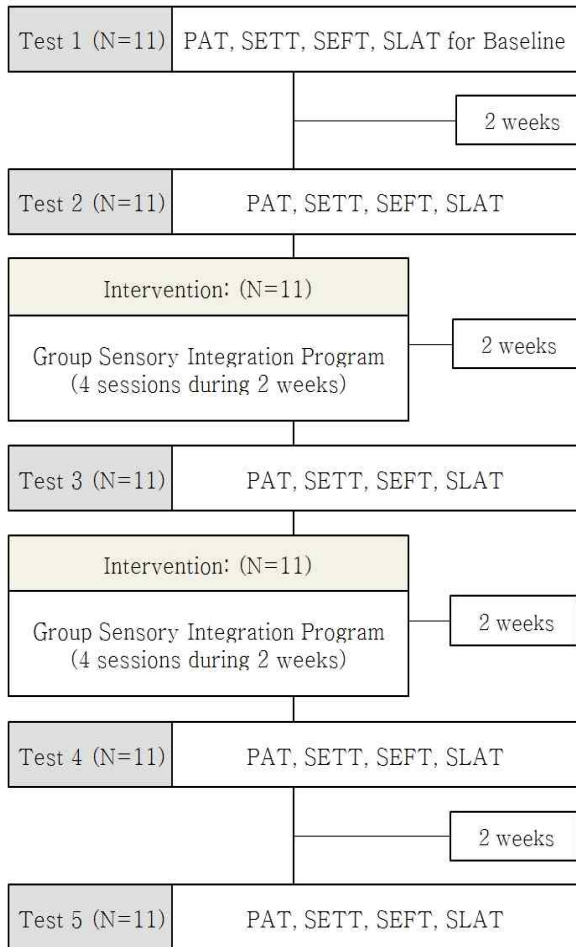 Test 1 (N=11) PAT, SETT, SEFT, SLAT for Baseline
2 weeks
Test 2 (N=11) PAT, SETT, SEFT, SLAT
Intervention: (N=11)
Group Sensory Integration Program
(4 sessions during 2 weeks)
2 weeks
Test 3 (N=11) PAT, SETT, SEFT, SLAT
Intervention: (N=11)
Group Sensory Integration Program
(4 sessions during 2 weeks)
2 weeks
Test 4 (N=11) PAT, SETT, SEFT, SLAT
2 weeks
Test 5 (N=11) PAT, SETT, SEFT, SLAT